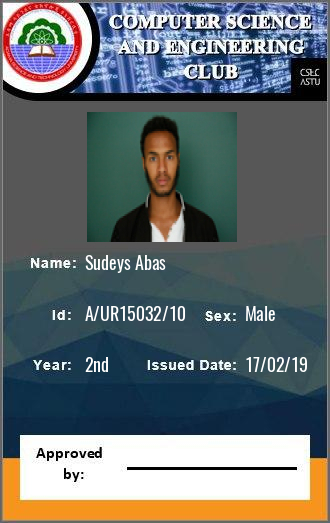 COMPUTER SCIENCE
AND ENGINEERING
CLUB
CSEC
ASTU
Name: Sudeys Abas
Id: A/UR15032/10 Sex: Male
Year: 2nd Issued Date: 17/02/19
Approved
by: